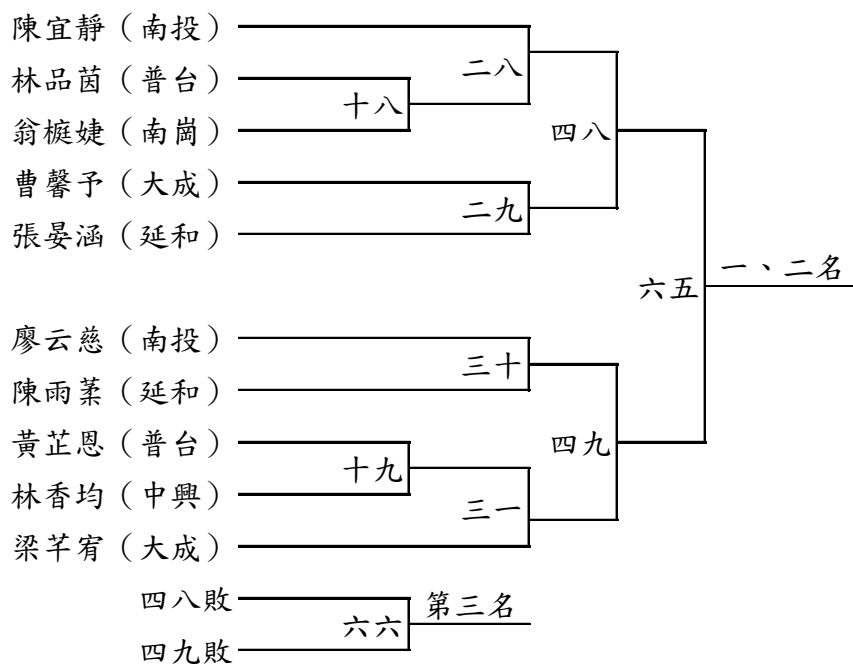 陳宜靜（南投）
二八
林品茵（普台）
十八
翁榳婕（南崗）
四八
曹馨予（大成）
二九
張晏涵（延和）
六五
一、二名
廖云慈（南投）
三十
陳雨葇（延和）
黃芷恩（普台）
四九
十九
林香均（中興）
三一
梁芊宥（大成）
四八敗
六六
第三名
四九敗